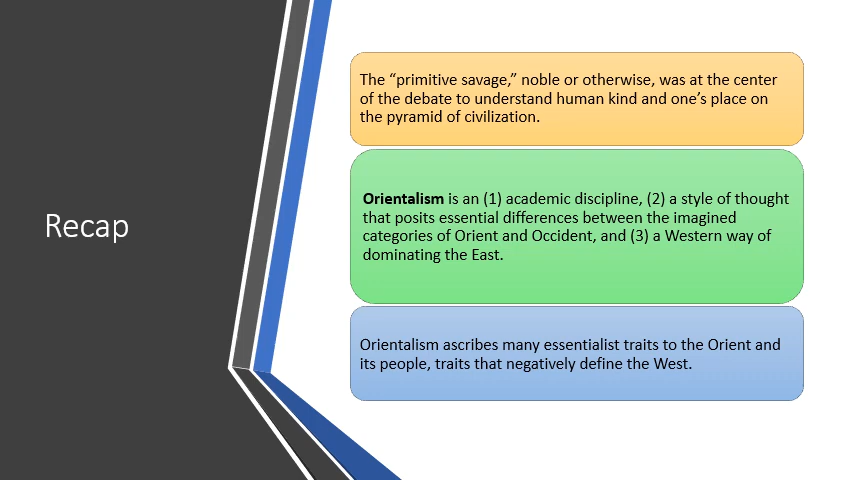 Recap
The “primitive savage,” noble or otherwise, was at the center
of the debate to understand human kind and one’s place on
the pyramid of civilization.
Orientalism is an (1) academic discipline, (2) a style of thought
that posits essential differences between the imagined
categories of Orient and Occident, and (3) a Western way of
dominating the East.
Orientalism ascribes many essentialist traits to the Orient and
its people, traits that negatively define the West.